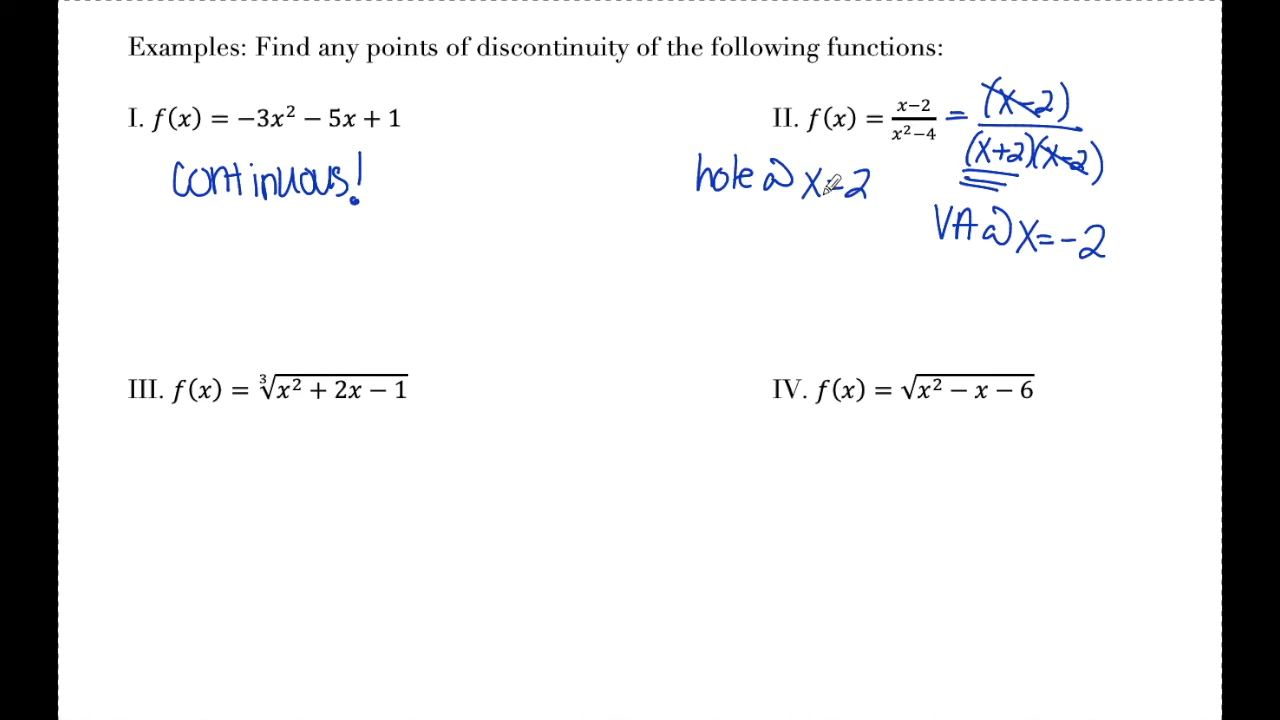 Examples: Find any points of discontinuity of the following functions:
I. f(x) = −3x² − 5x + 1
continuous!
II. f(x) = x−2 / x²−4 = (x-2) / (x+2)(x-2)
hole @ x=2
VA @ x=-2
III. f(x) = ∛(x² + 2x − 1)
IV. f(x) = √(x² − x − 6)